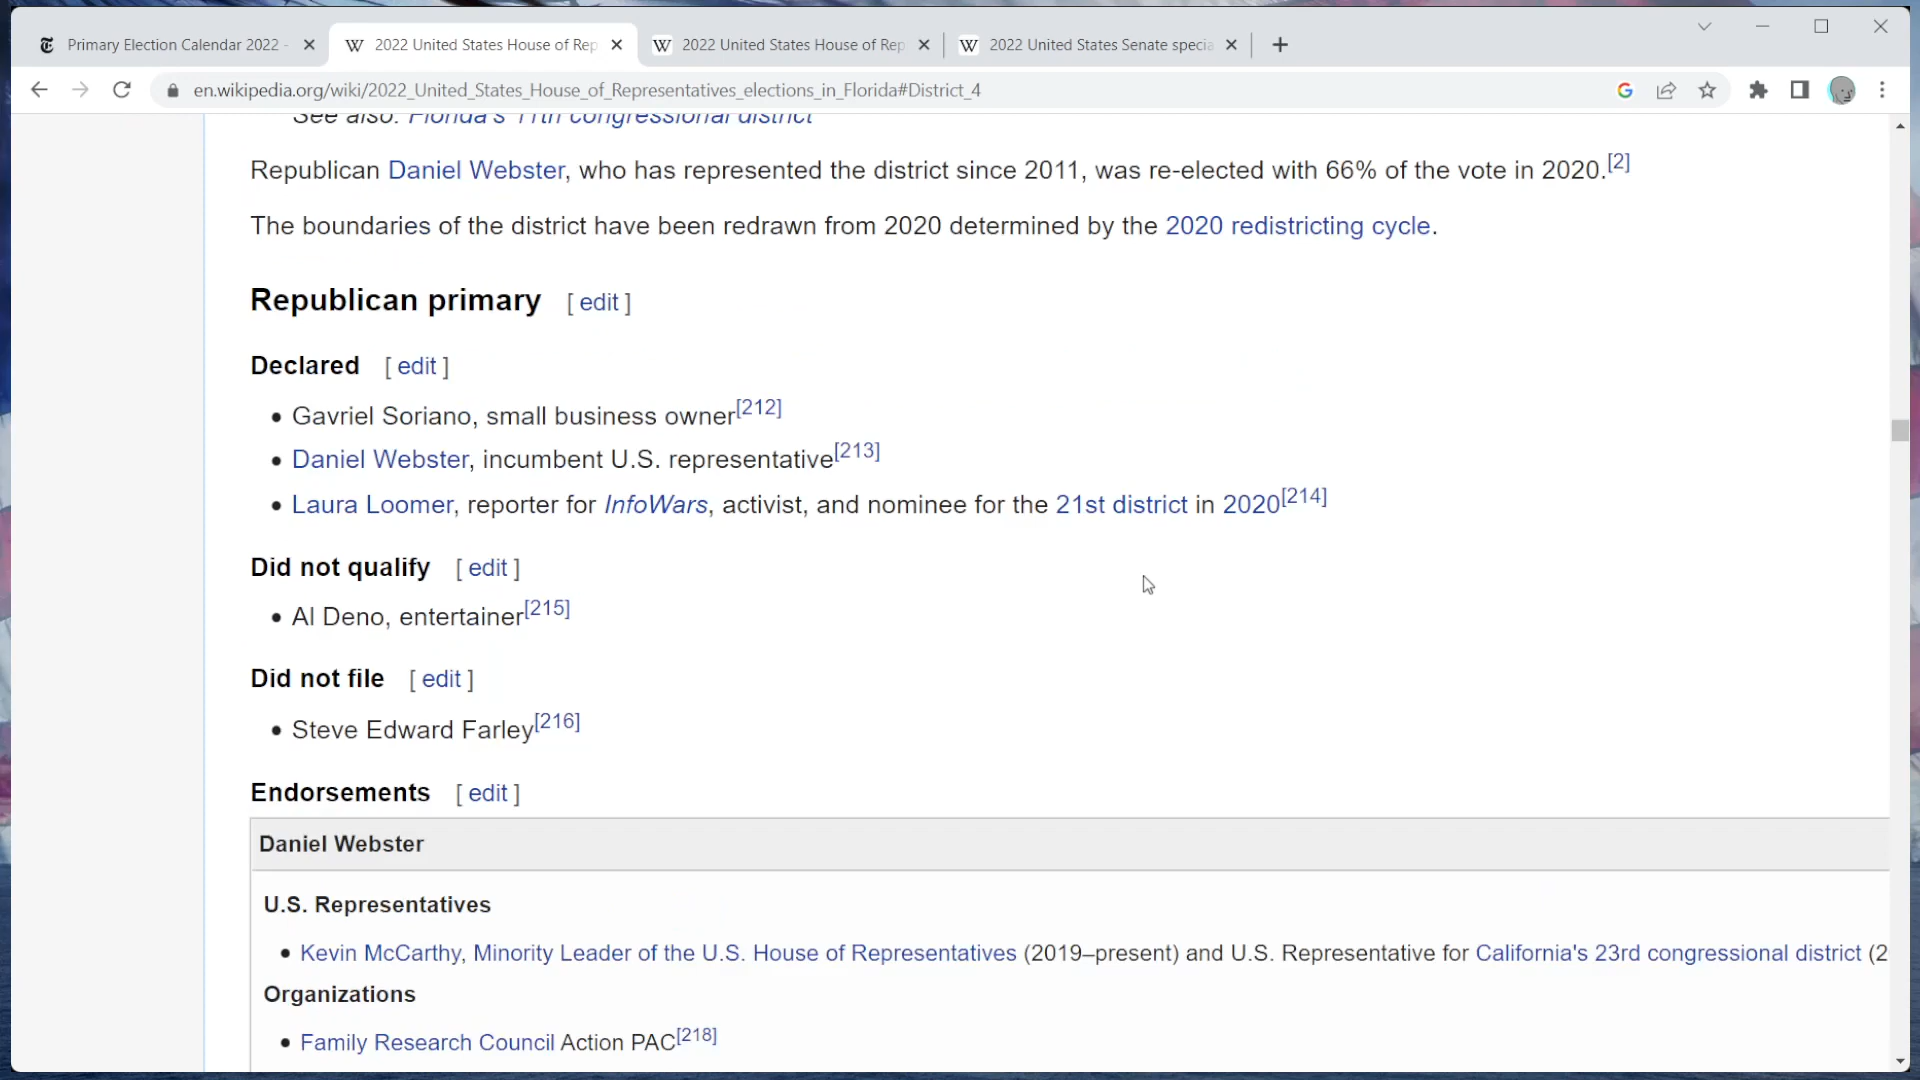 Primary Election Calendar 2022 -
2022 United States House of Rep
2022 United States House of Rep
2022 United States Senate specia
en.wikipedia.org/wiki/2022_United_States_House_of_Representatives_elections_in_Florida#District_4
See also: Florida's 11th congressional district
Republican Daniel Webster, who has represented the district since 2011, was re-elected with 66% of the vote in 2020.[2]
The boundaries of the district have been redrawn from 2020 determined by the 2020 redistricting cycle.
Republican primary [ edit ]
Declared [ edit ]
• Gavriel Soriano, small business owner[212]
• Daniel Webster, incumbent U.S. representative[213]
• Laura Loomer, reporter for InfoWars, activist, and nominee for the 21st district in 2020[214]
Did not qualify [ edit ]
• Al Deno, entertainer[215]
Did not file [ edit ]
• Steve Edward Farley[216]
Endorsements [ edit ]
Daniel Webster
U.S. Representatives
• Kevin McCarthy, Minority Leader of the U.S. House of Representatives (2019–present) and U.S. Representative for California's 23rd congressional district (2
Organizations
• Family Research Council Action PAC[218]